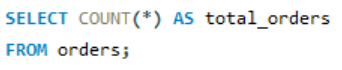 SELECT COUNT(*) AS total_orders
FROM orders;